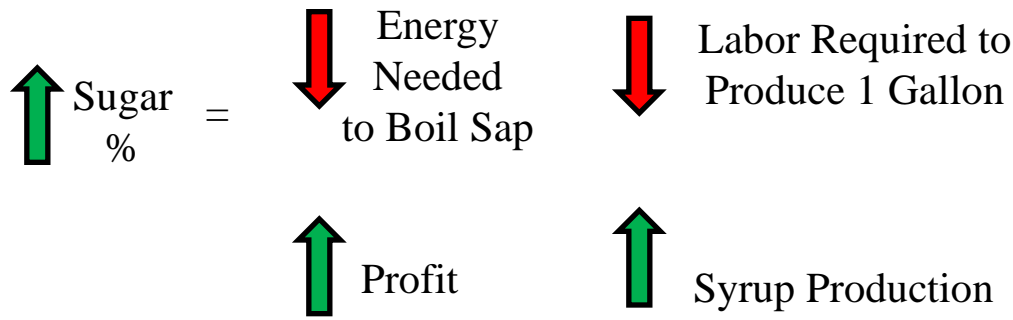 Sugar
%
=
Energy
Needed
to Boil Sap
Labor Required to
Produce 1 Gallon
Profit
Syrup Production